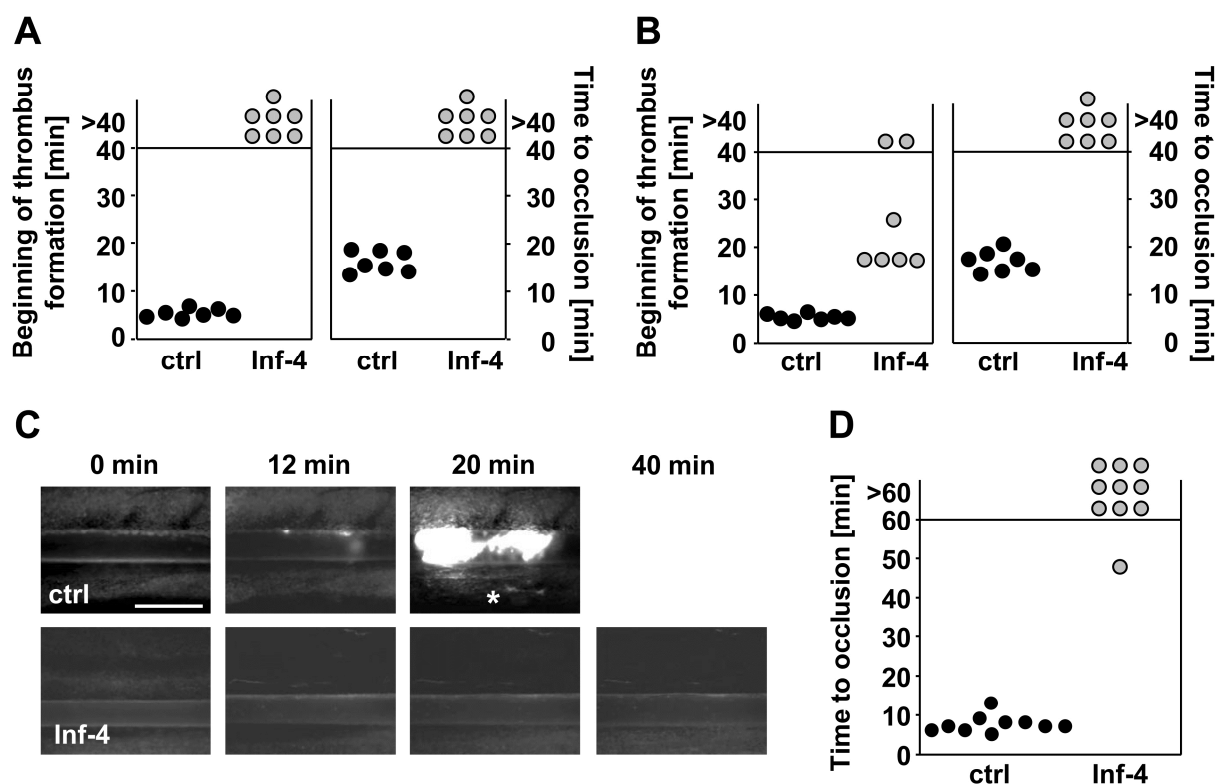 A
Beginning of thrombus
formation [min]
>40
40
30
20
10
0
ctrl
Inf-4
ctrl
Inf-4
>40
40
30
20
10
0
Time to occlusion [min]
B
Beginning of thrombus
formation [min]
>40
40
30
20
10
0
ctrl
Inf-4
ctrl
Inf-4
>40
40
30
20
10
0
Time to occlusion [min]
C
0 min
12 min
20 min
40 min
ctrl
*
Inf-4
D
Time to occlusion [min]
>60
60
50
40
30
20
10
0
ctrl
Inf-4